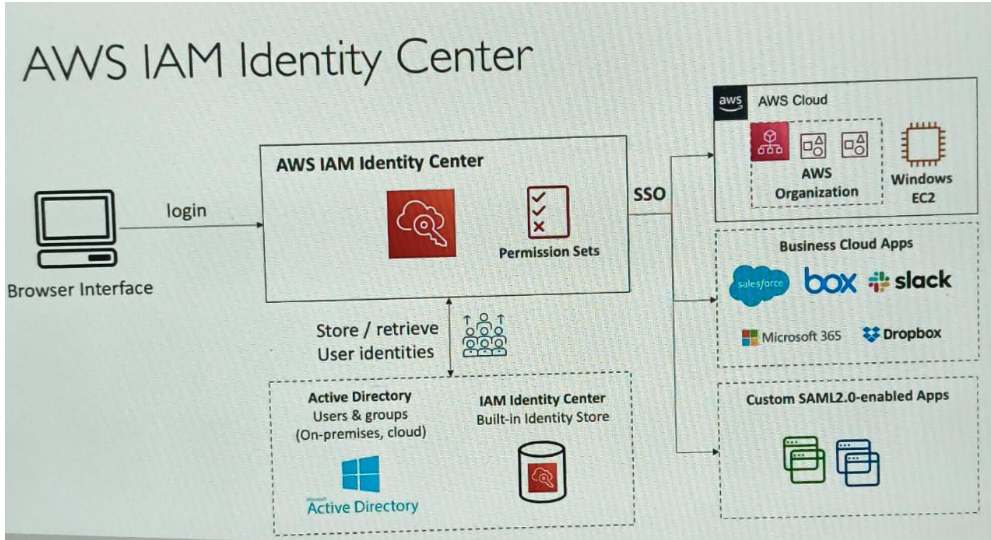 AWS IAM Identity Center
Browser Interface
login
AWS IAM Identity Center
Permission Sets
SSO
Store / retrieve
User identities
Active Directory
Users & groups
(On-premises, cloud)
Microsoft
Active Directory
IAM Identity Center
Built-in Identity Store
aws
AWS Cloud
AWS
Organization
Windows
EC2
Business Cloud Apps
salesforce
box
slack
Microsoft 365
Dropbox
Custom SAML2.0-enabled Apps